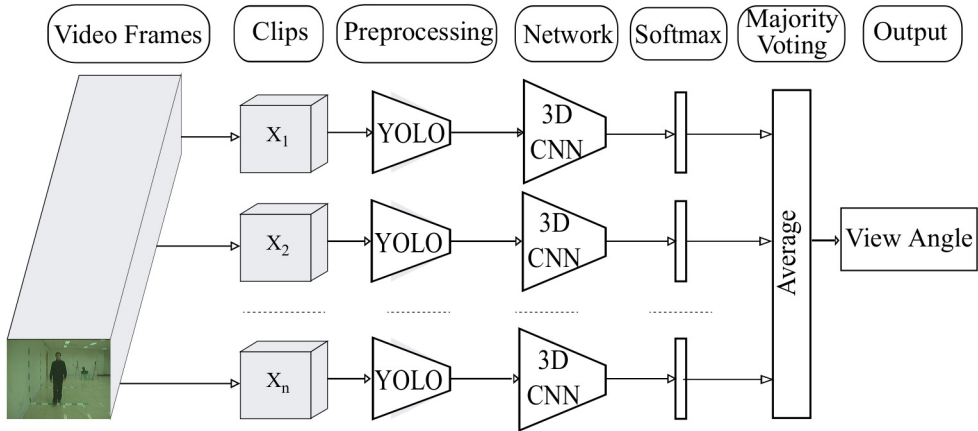 Video Frames
Clips
Preprocessing
Network
Softmax
Majority
Voting
Output
X1
YOLO
3D
CNN
X2
YOLO
3D
CNN
Xn
YOLO
3D
CNN
Average
View Angle